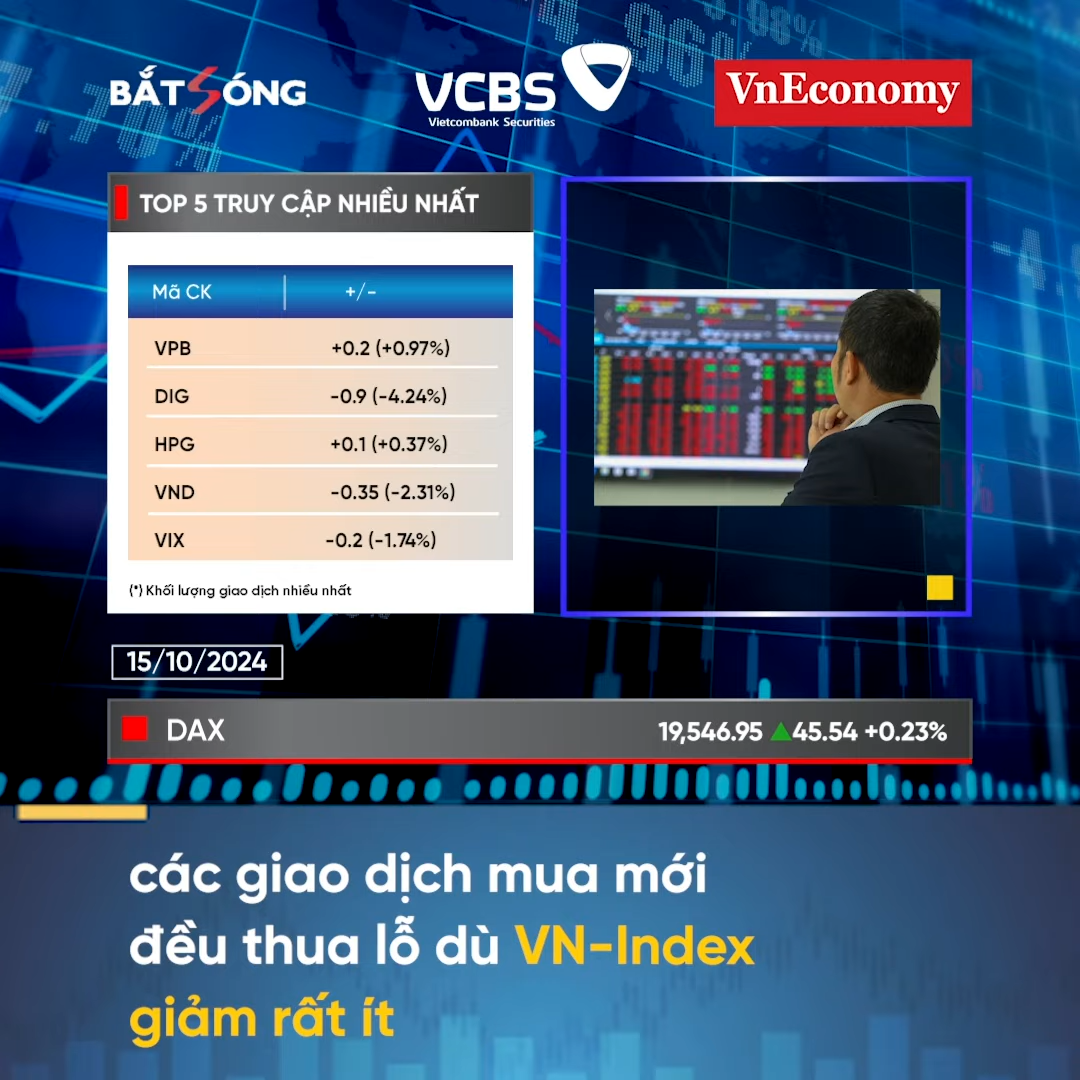 BẮT SÓNG
VCBS
Vietcombank Securities
VnEconomy
TOP 5 TRUY CẬP NHIỀU NHẤT
Mã CK +/-
VPB +0.2 (+0.97%)
DIG -0.9 (-4.24%)
HPG +0.1 (+0.37%)
VND -0.35 (-2.31%)
VIX -0.2 (-1.74%)
(*) Khối lượng giao dịch nhiều nhất
15/10/2024
DAX 19,546.95 ▲45.54 +0.23%
các giao dịch mua mới
đều thua lỗ dù VN-Index
giảm rất ít